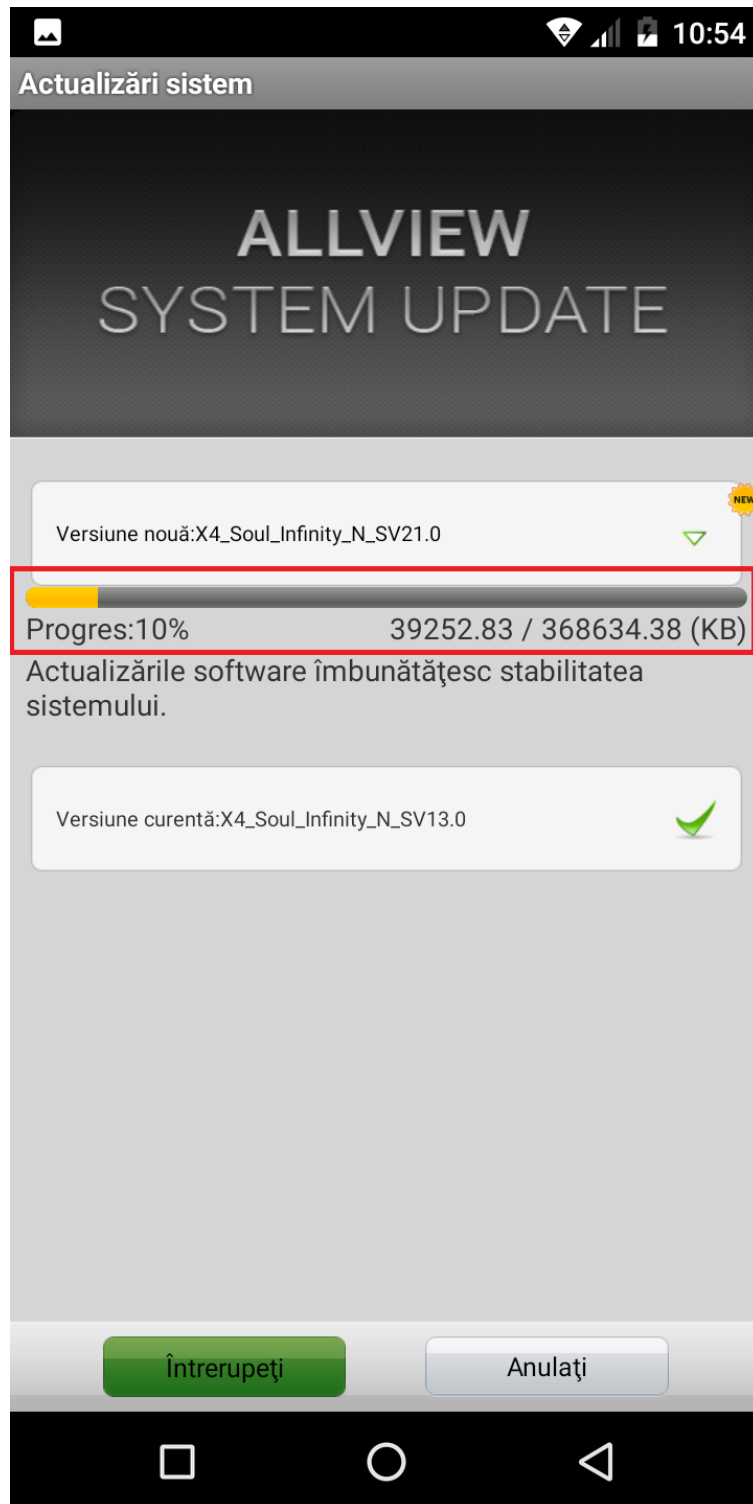 10:54
Actualizări sistem
ALLVIEW
SYSTEM UPDATE
NEW
Versiune nouă:X4_Soul_Infinity_N_SV21.0
Progres:10% 39252.83 / 368634.38 (KB)
Actualizările software îmbunătăţesc stabilitatea
sistemului.
Versiune curentă:X4_Soul_Infinity_N_SV13.0
Întrerupeţi Anulaţi